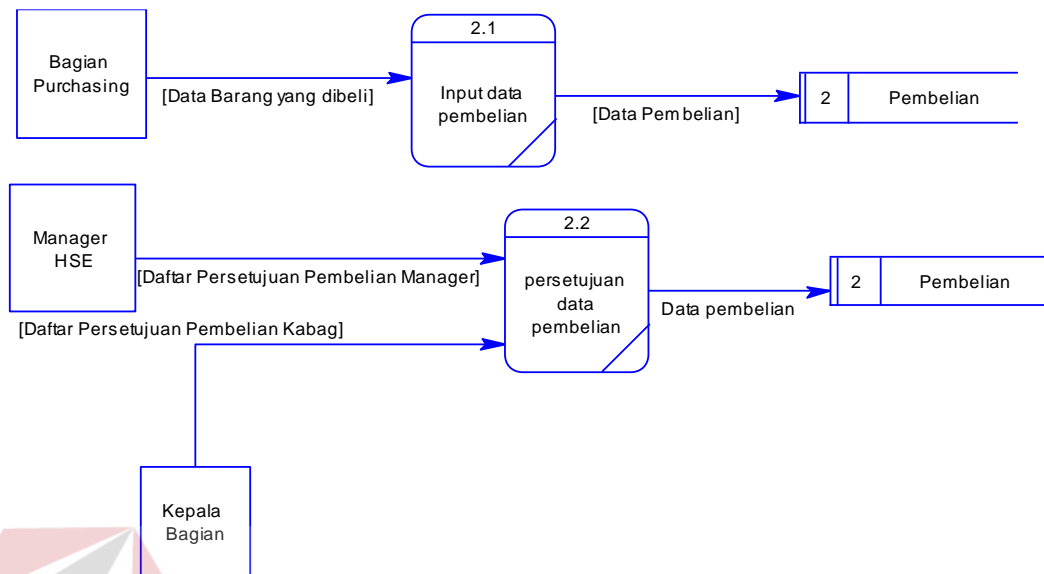 2.1
Bagian
Purchasing
[Data Barang yang dibeli]
Input data
pembelian
[Data Pembelian]
2
Pembelian
Manager
HSE
[Daftar Persetujuan Pembelian Manager]
[Daftar Persetujuan Pembelian Kabag]
2.2
persetujuan
data
pembelian
Data pembelian
2
Pembelian
Kepala
Bagian